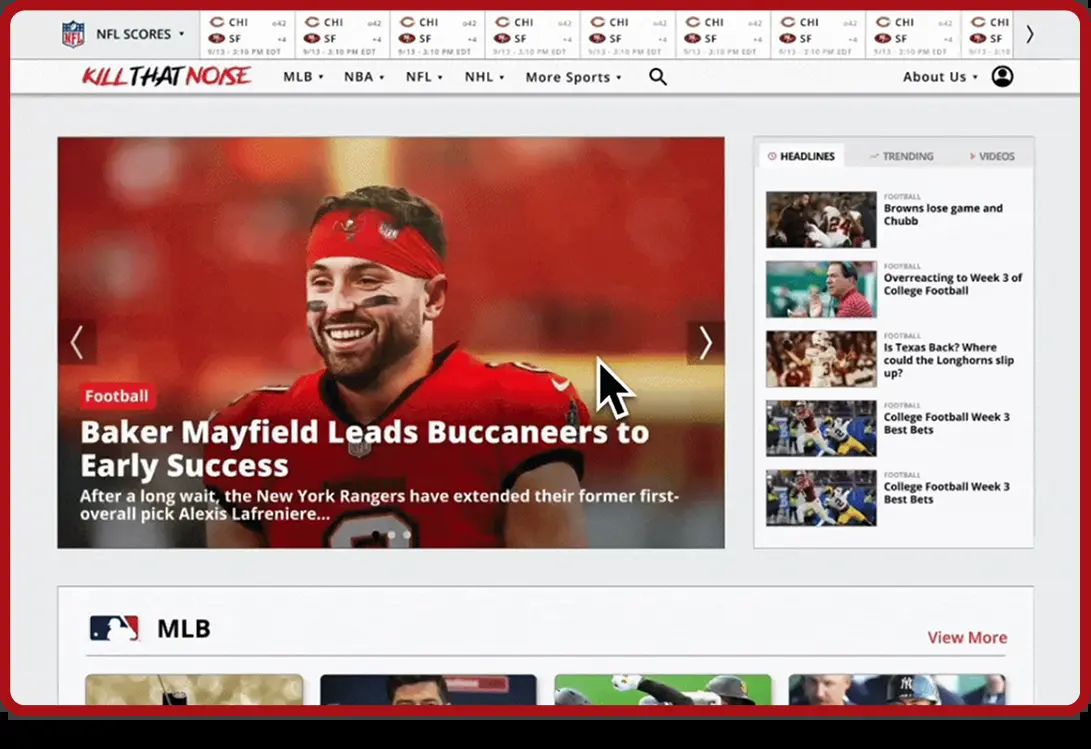 NFL SCORES
CHI o42
SF +4
9/13 - 3:10 PM EDT
CHI o42
SF +4
9/13 - 3:10 PM EDT
CHI o42
SF +4
9/13 - 3:10 PM EDT
CHI o42
SF +4
9/13 - 3:10 PM EDT
CHI o42
SF +4
9/13 - 3:10 PM EDT
CHI o42
SF +4
9/13 - 3:10 PM EDT
CHI o42
SF +4
9/13 - 3:10 PM EDT
CHI o42
SF +4
9/13 - 3:10 PM EDT
CHI
SF
9/13 - 3:10
KILLTHATNOISE MLB NBA NFL NHL More Sports About Us
Football
Baker Mayfield Leads Buccaneers to
Early Success
After a long wait, the New York Rangers have extended their former first-
overall pick Alexis Lafreniere...
HEADLINES TRENDING VIDEOS
FOOTBALL
Browns lose game and
Chubb
FOOTBALL
Overreacting to Week 3 of
College Football
FOOTBALL
Is Texas Back? Where
could the Longhorns slip
up?
FOOTBALL
College Football Week 3
Best Bets
FOOTBALL
College Football Week 3
Best Bets
MLB
View More